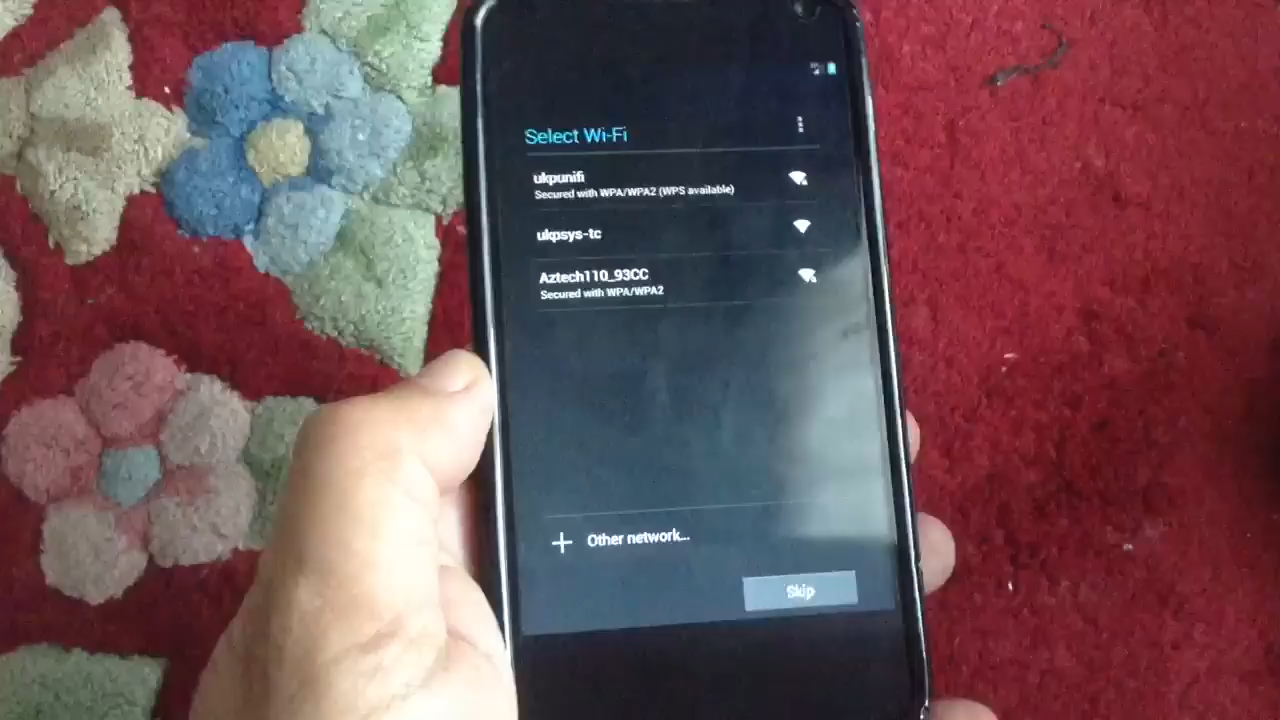 Select Wi-Fi
ukpunifi
Secured with WPA/WPA2 (WPS available)
ukpsys-tc
Aztech110_93CC
Secured with WPA/WPA2
Other network...
Skip